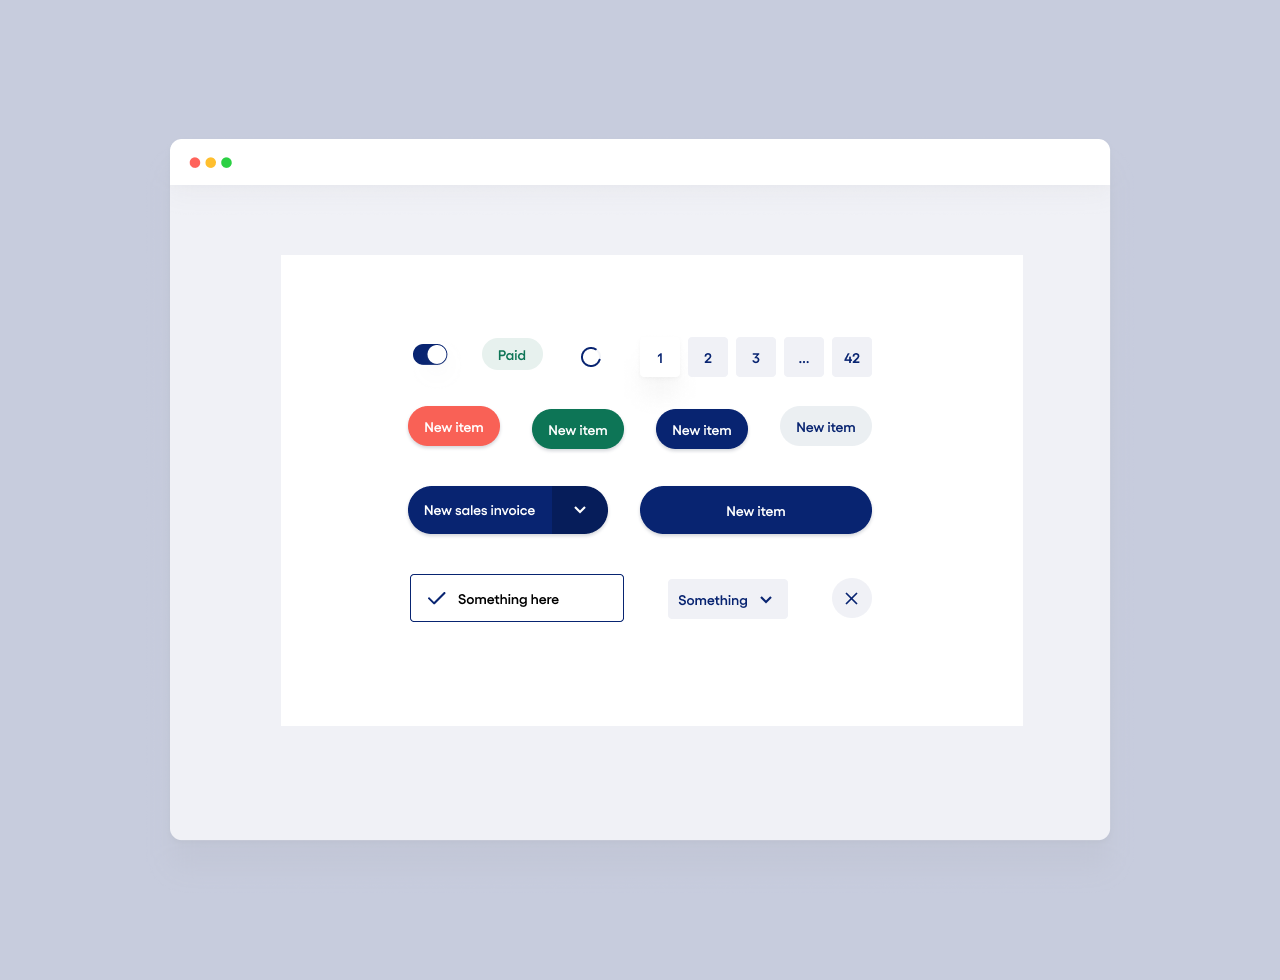 Paid
1 2 3 ... 42
New item New item New item New item
New sales invoice New item
Something here Something